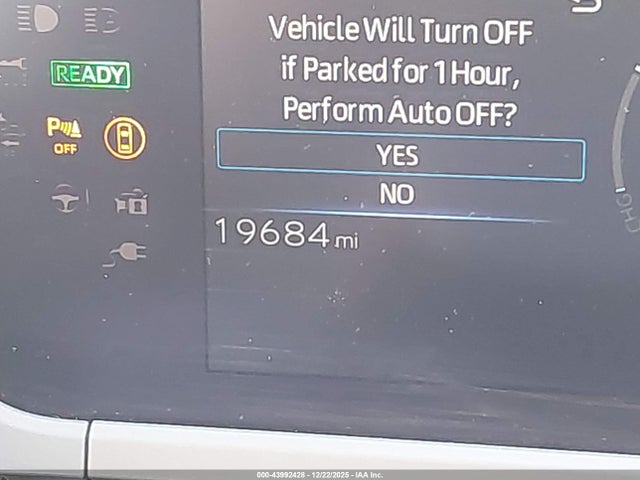 Vehicle Will Turn OFF
if Parked for 1 Hour,
Perform Auto OFF?
YES
NO
READY
P
OFF
19684 mi
CHG
000-43992428 - 12/22/2025 - IAA Inc.